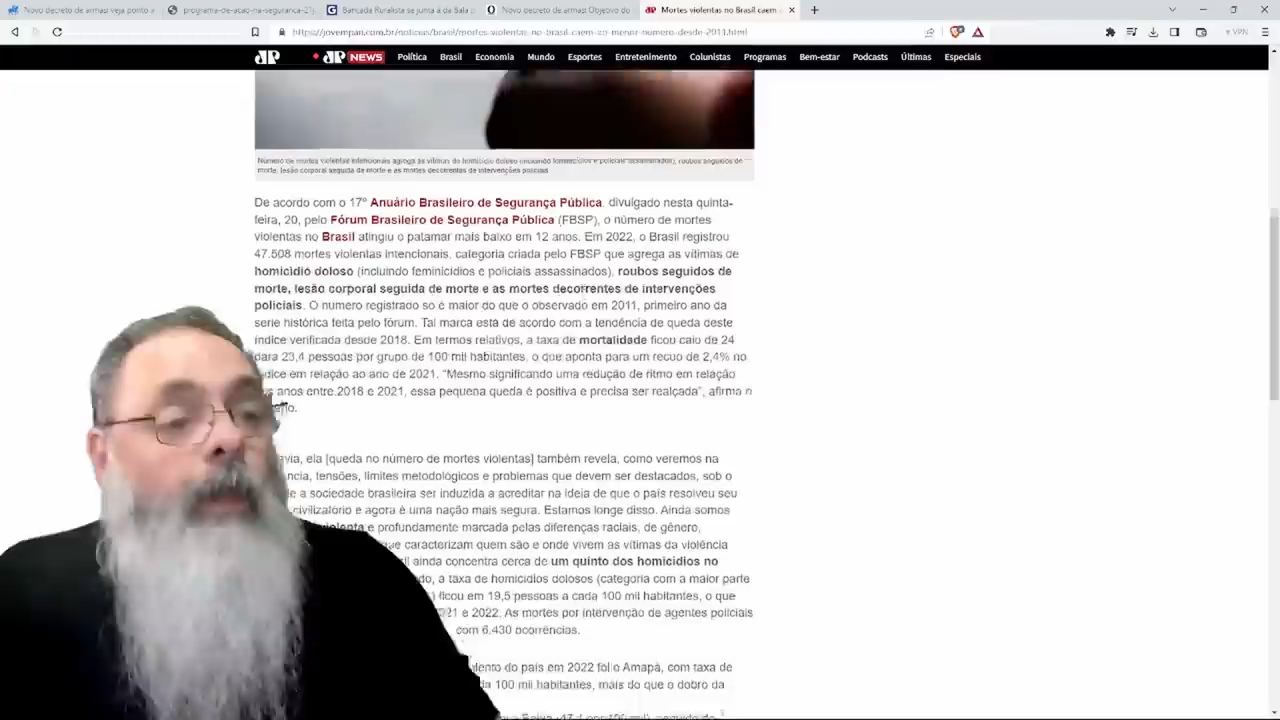 Novo decreto de armas veja ponto a
programa-de-acao-na-seguranca-21j
Bancada Ruralista se junta á da Sala p
Novo decreto de armas: Objetivo do
Mortes violentas no Brasil caem
https://jovempan.com.br/noticias/brasil/mortes-violentas-no-brasil-caem-ao-menor-numero-desde-2011.html
VPN
JP
JP NEWS
Política
Brasil
Economia
Mundo
Esportes
Entretenimento
Colunistas
Programas
Bem-estar
Podcasts
Últimas
Especiais
Número de mortes violentas intencionais agrega as vítimas de homicídio doloso (incluindo feminicídios e policiais assassinados), roubos seguidos de
morte, lesão corporal seguida de morte e as mortes decorrentes de intervenções policiais
De acordo com o 17º Anuário Brasileiro de Segurança Pública, divulgado nesta quinta-
feira, 20, pelo Fórum Brasileiro de Segurança Pública (FBSP), o número de mortes
violentas no Brasil atingiu o patamar mais baixo em 12 anos. Em 2022, o Brasil registrou
47.508 mortes violentas intencionais, categoria criada pelo FBSP que agrega as vítimas de
homicídio doloso (incluindo feminicídios e policiais assassinados), roubos seguidos de
morte, lesão corporal seguida de morte e as mortes decorrentes de intervenções
policiais. O número registrado só é maior do que o observado em 2011, primeiro ano da
série histórica feita pelo fórum. Tal marca está de acordo com a tendência de queda deste
índice verificada desde 2018. Em termos relativos, a taxa de mortalidade ficou caiu de 24
para 23,4 pessoas por grupo de 100 mil habitantes, o que aponta para um recuo de 2,4% no
dice em relação ao ano de 2021. “Mesmo significando uma redução de ritmo em relação
anos entre 2018 e 2021, essa pequena queda é positiva e precisa ser realçada”, afirma o
no.
via, ela [queda no número de mortes violentas] também revela, como veremos na
ncia, tensões, limites metodológicos e problemas que devem ser destacados, sob o
e a sociedade brasileira ser induzida a acreditar na ideia de que o país resolveu seu
civilizatório e agora é uma nação mais segura. Estamos longe disso. Ainda somos
violenta e profundamente marcada pelas diferenças raciais, de gênero,
que caracterizam quem são e onde vivem as vítimas da violência
il ainda concentra cerca de um quinto dos homicídios no
do, a taxa de homicídios dolosos (categoria com a maior parte
) ficou em 19,5 pessoas a cada 100 mil habitantes, o que
21 e 2022. As mortes por intervenção de agentes policiais
com 6.430 ocorrências.
lento do país em 2022 foi o Amapá, com taxa de
da 100 mil habitantes, mais do que o dobro da